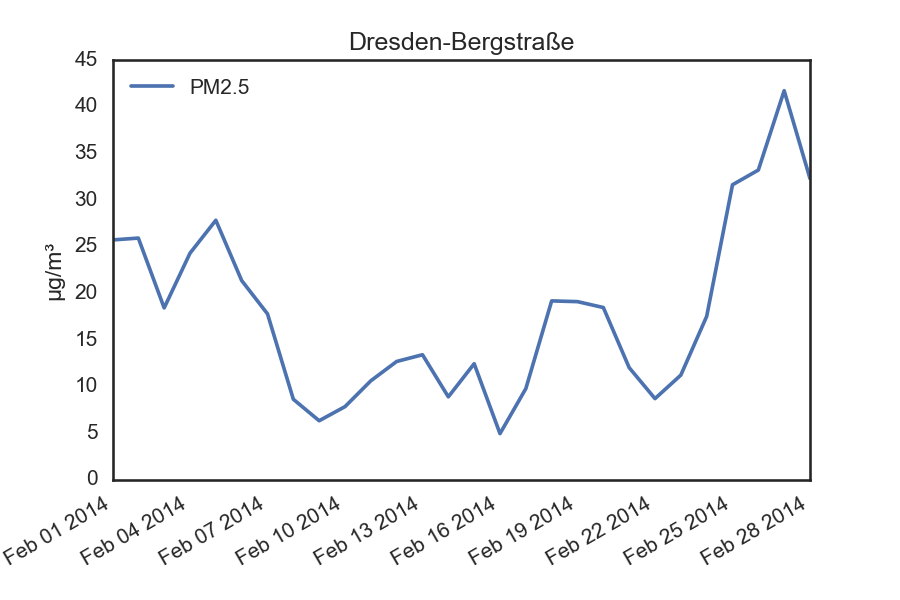 Dresden-Bergstraße
45
40
35
30
25
20
15
10
5
0
µg/m³
PM2.5
Feb 01 2014
Feb 04 2014
Feb 07 2014
Feb 10 2014
Feb 13 2014
Feb 16 2014
Feb 19 2014
Feb 22 2014
Feb 25 2014
Feb 28 2014